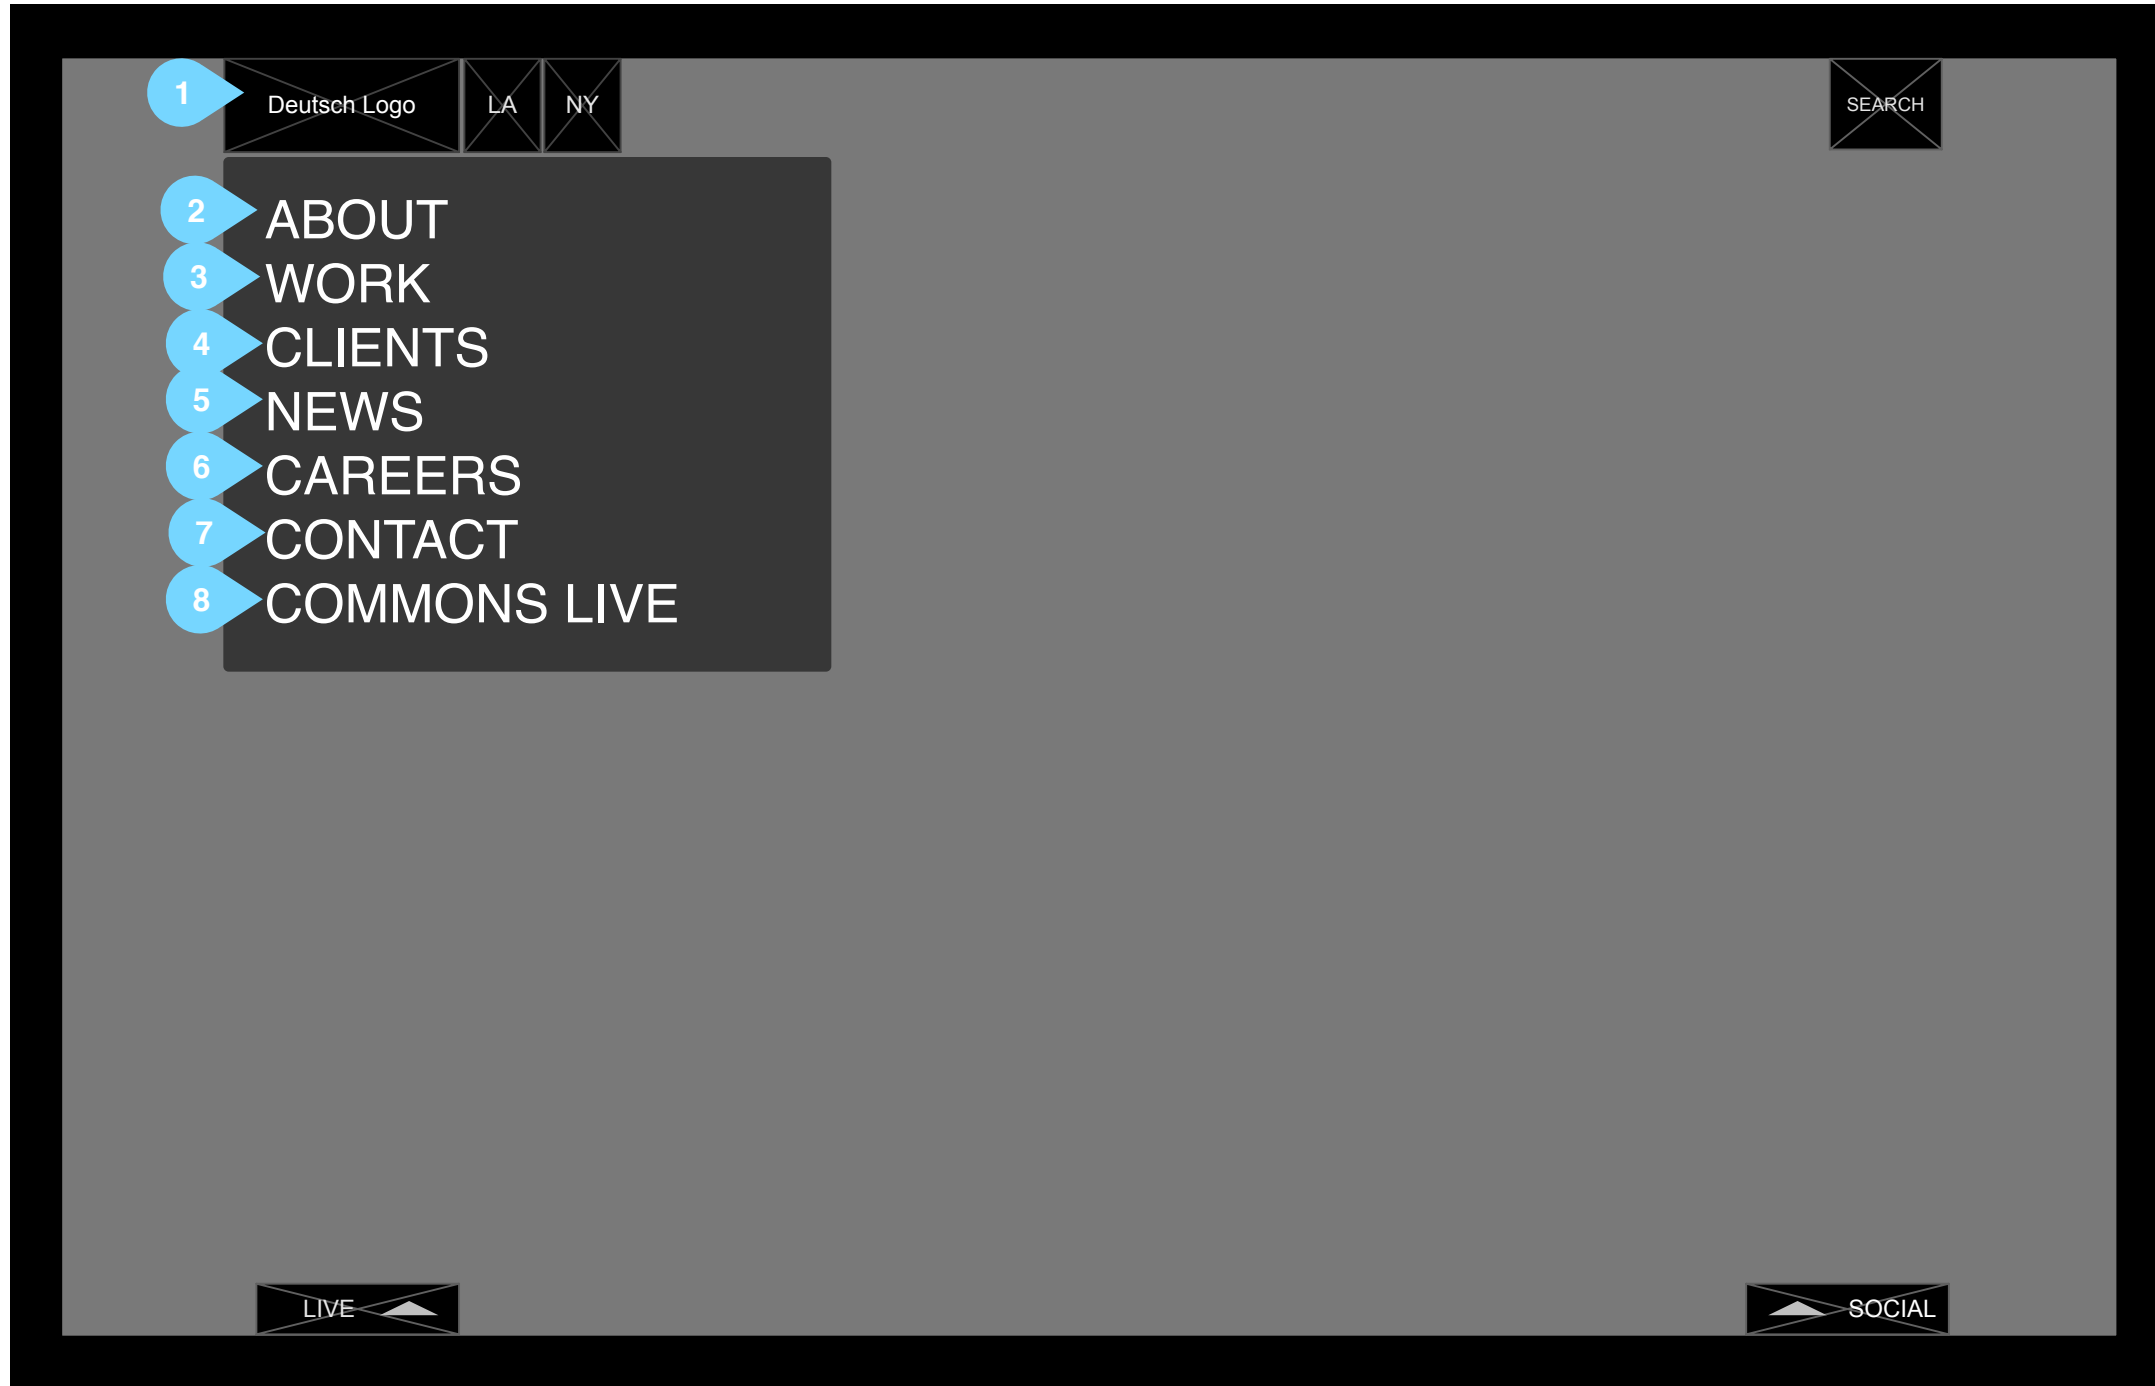 1 Deutsch Logo LA NY SEARCH
2 ABOUT
3 WORK
4 CLIENTS
5 NEWS
6 CAREERS
7 CONTACT
8 COMMONS LIVE
LIVE SOCIAL